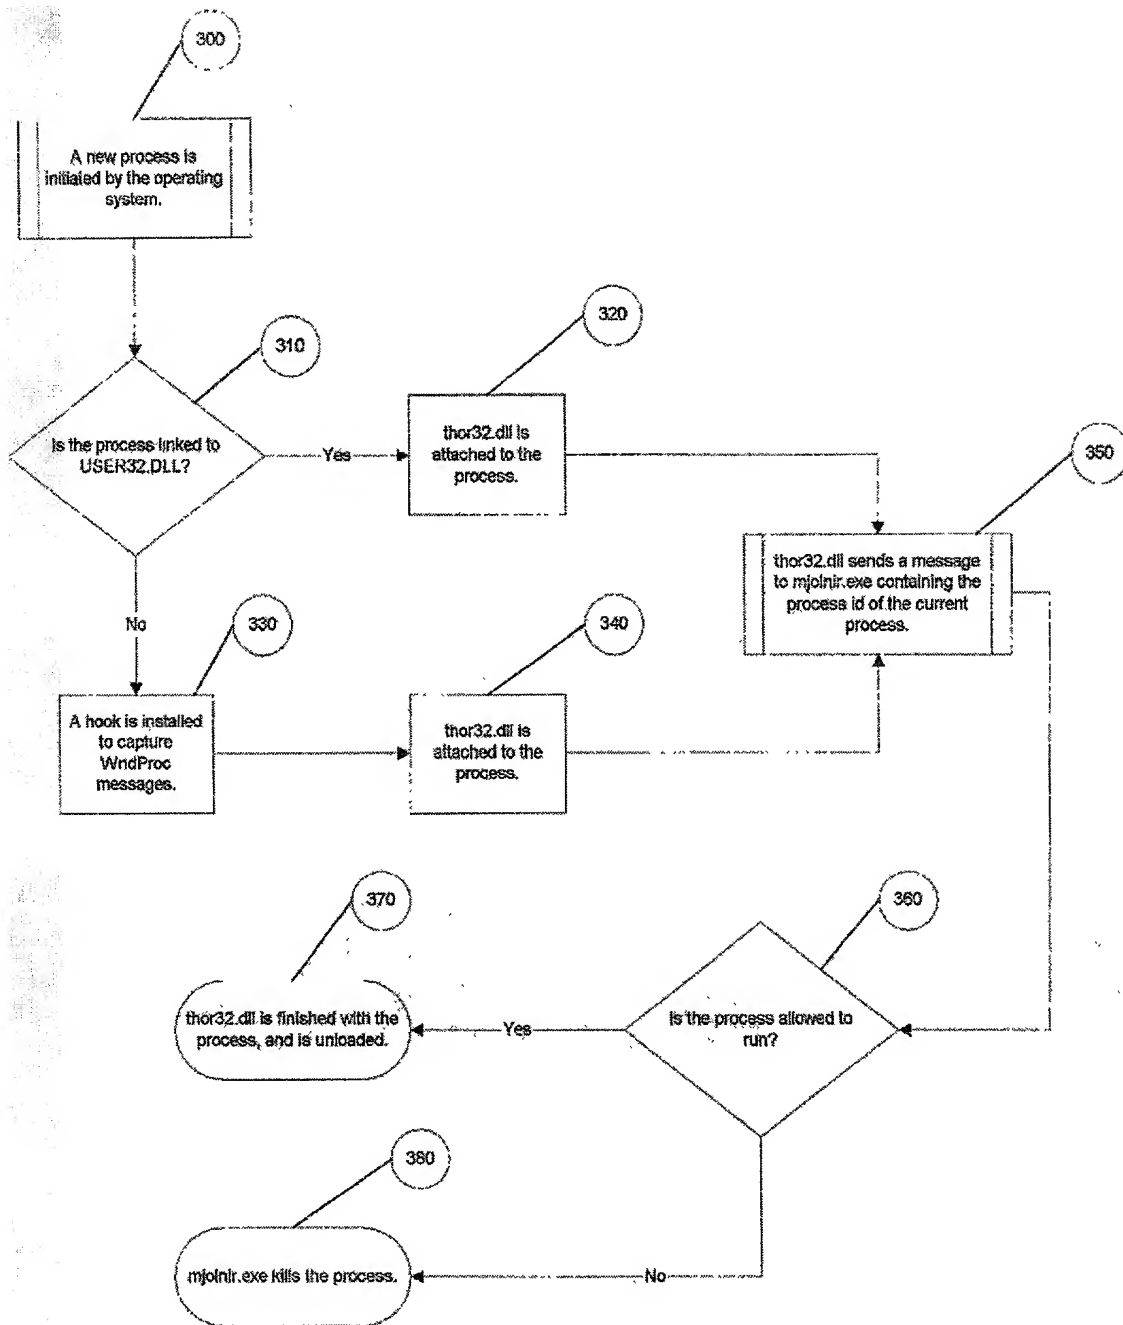 300
A new process is
initiated by the operating
system.
310
Is the process linked to
USER32.DLL?
Yes
320
thor32.dll is
attached to the
process.
350
thor32.dll sends a message
to mjolnir.exe containing the
process id of the current
process.
No
330
A hook is installed
to capture
WndProc
messages.
340
thor32.dll is
attached to the
process.
360
Is the process allowed to
run?
Yes
370
thor32.dll is finished with the
process, and is unloaded.
No
380
mjolnir.exe kills the process.